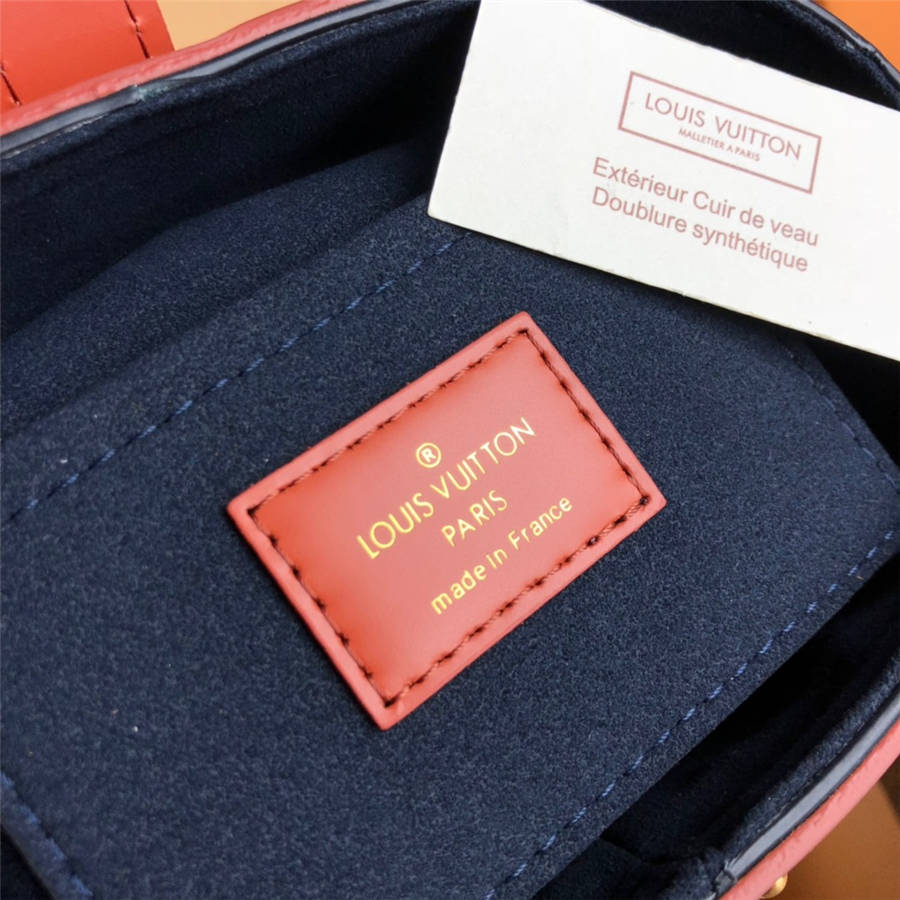 LOUIS VUITTON
MALLETIER A PARIS
Extérieur Cuir de veau
Doublure synthétique
®
LOUIS VUITTON
PARIS
made in France